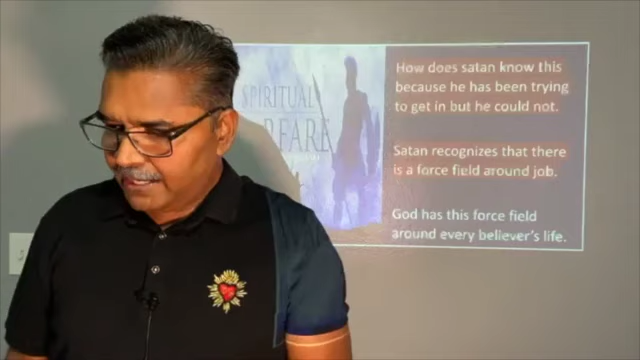 SPIRITUAL
How does satan know this
because he has been trying
to get in but he could not.
Satan recognizes that there
is a force field around job.
God has this force field
around every believer's life.